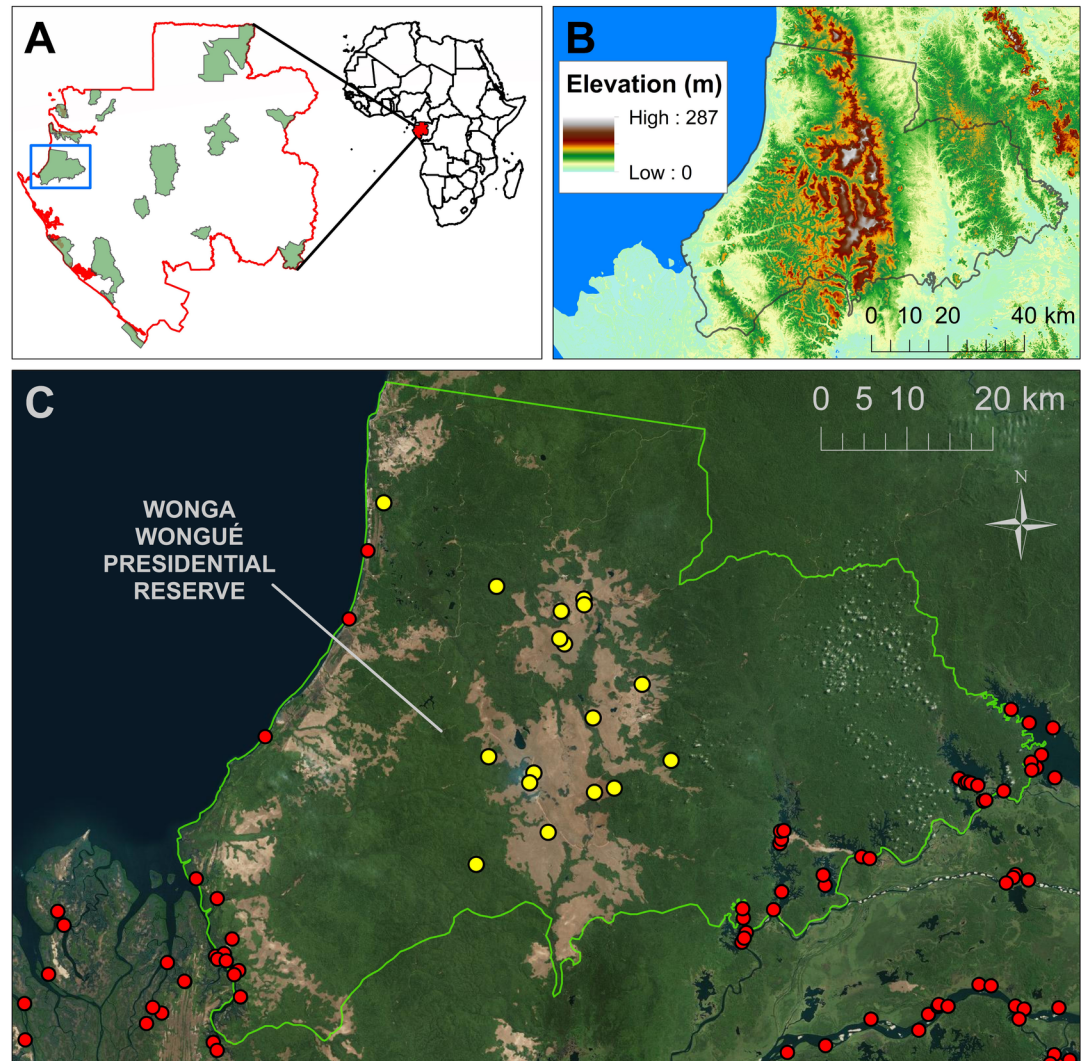 A
B
Elevation (m)
High : 287
Low : 0
0 10 20 40 km
C
0 5 10 20 km
N
WONGA
WONGUÉ
PRESIDENTIAL
RESERVE